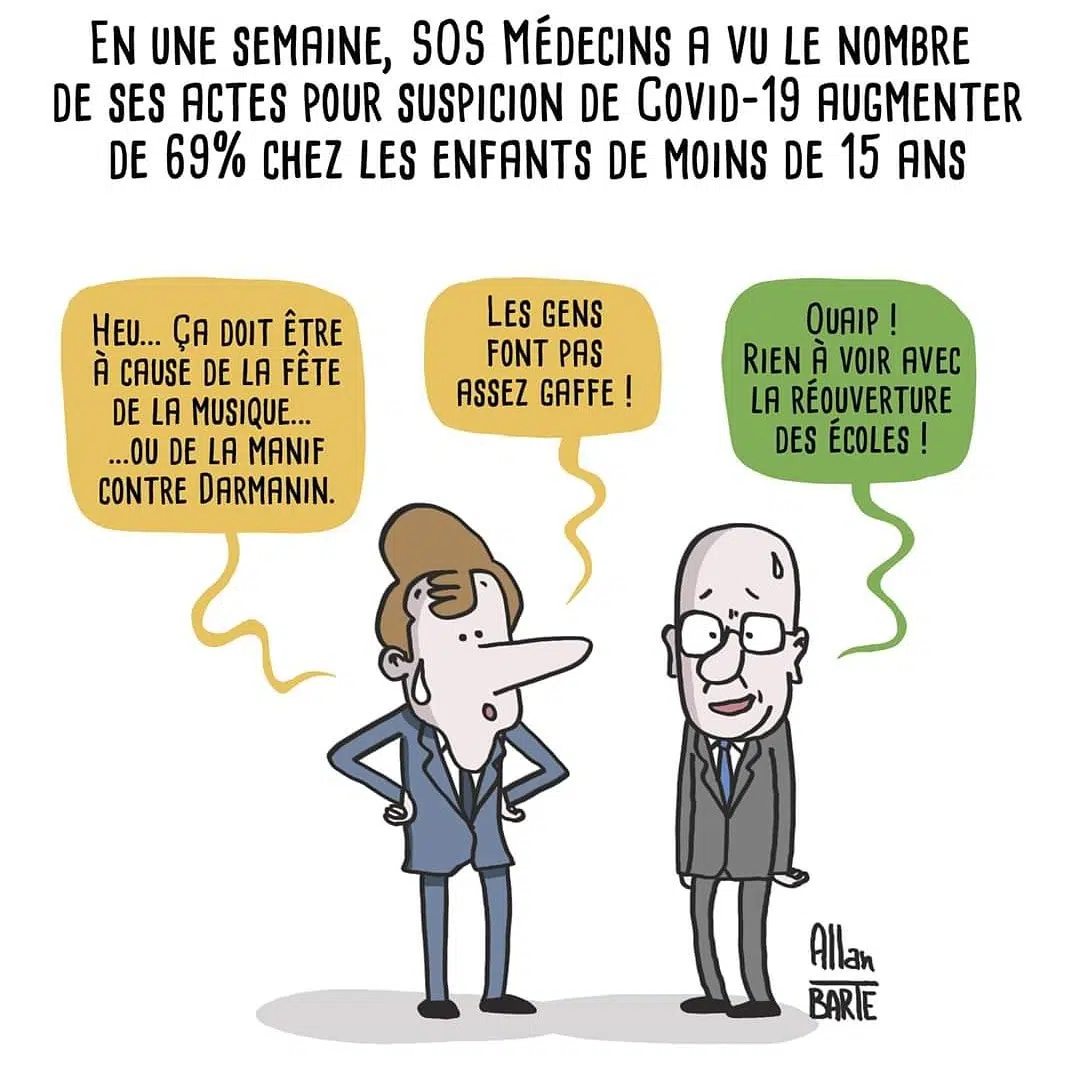 En une semaine, SOS Médecins a vu le nombre
de ses actes pour suspicion de Covid-19 augmenter
de 69% chez les enfants de moins de 15 ans
Heu... Ça doit être
à cause de la fête
de la musique...
...ou de la manif
contre Darmanin.
Les gens
font pas
assez gaffe !
Ouaip !
Rien à voir avec
la réouverture
des écoles !
Allan
Barte